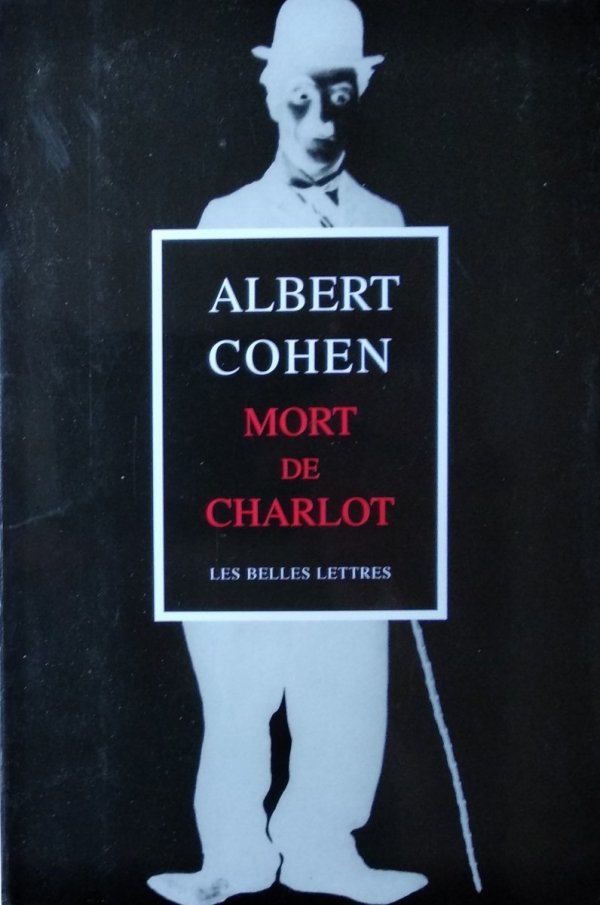 ALBERT
COHEN
MORT
DE
CHARLOT
LES BELLES LETTRES